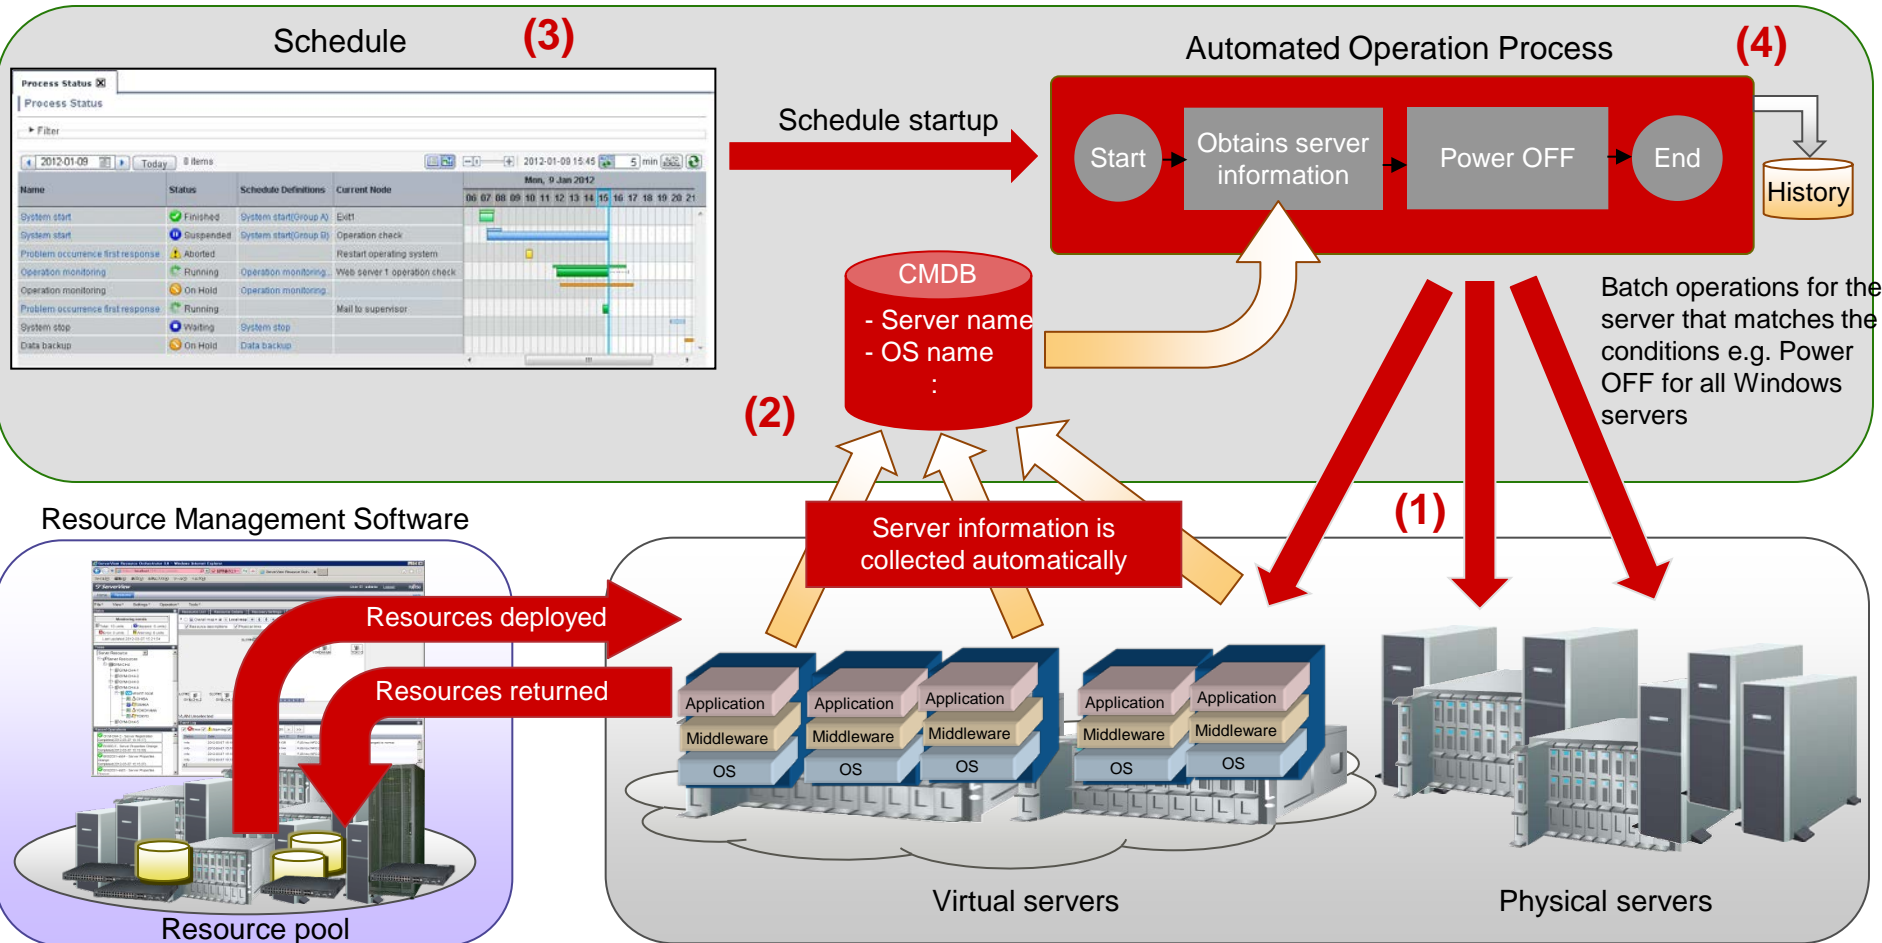 Schedule
(3)
Process Status
Process Status
Filter
2012-01-09
Today
8 items
2012-01-09 15:45
5 min
Name
Status
Schedule Definitions
Current Node
Mon, 9 Jan 2012
06 07 08 09 10 11 12 13 14 15 16 17 18 19 20 21
System start
Finished
System start(Group A)
Exit1
System start
Suspended
System start(Group B)
Operation check
Problem occurrence first response
Aborted
Restart operating system
Operation monitoring
Running
Operation monitoring...
Web server 1 operation check
Operation monitoring
On Hold
Operation monitoring...
Problem occurrence first response
Running
Mail to supervisor
System stop
Waiting
System stop
Data backup
On Hold
Data backup
Schedule startup
Automated Operation Process
(4)
Start
Obtains server
information
Power OFF
End
History
CMDB
- Server name
- OS name
:
(2)
Batch operations for the
server that matches the
conditions e.g. Power
OFF for all Windows
servers
(1)
Server information is
collected automatically
Resource Management Software
ServerView
Resources deployed
Resources returned
Resource pool
Application
Middleware
OS
Application
Middleware
OS
Application
Middleware
OS
Application
Middleware
OS
Application
Middleware
OS
Virtual servers
Physical servers